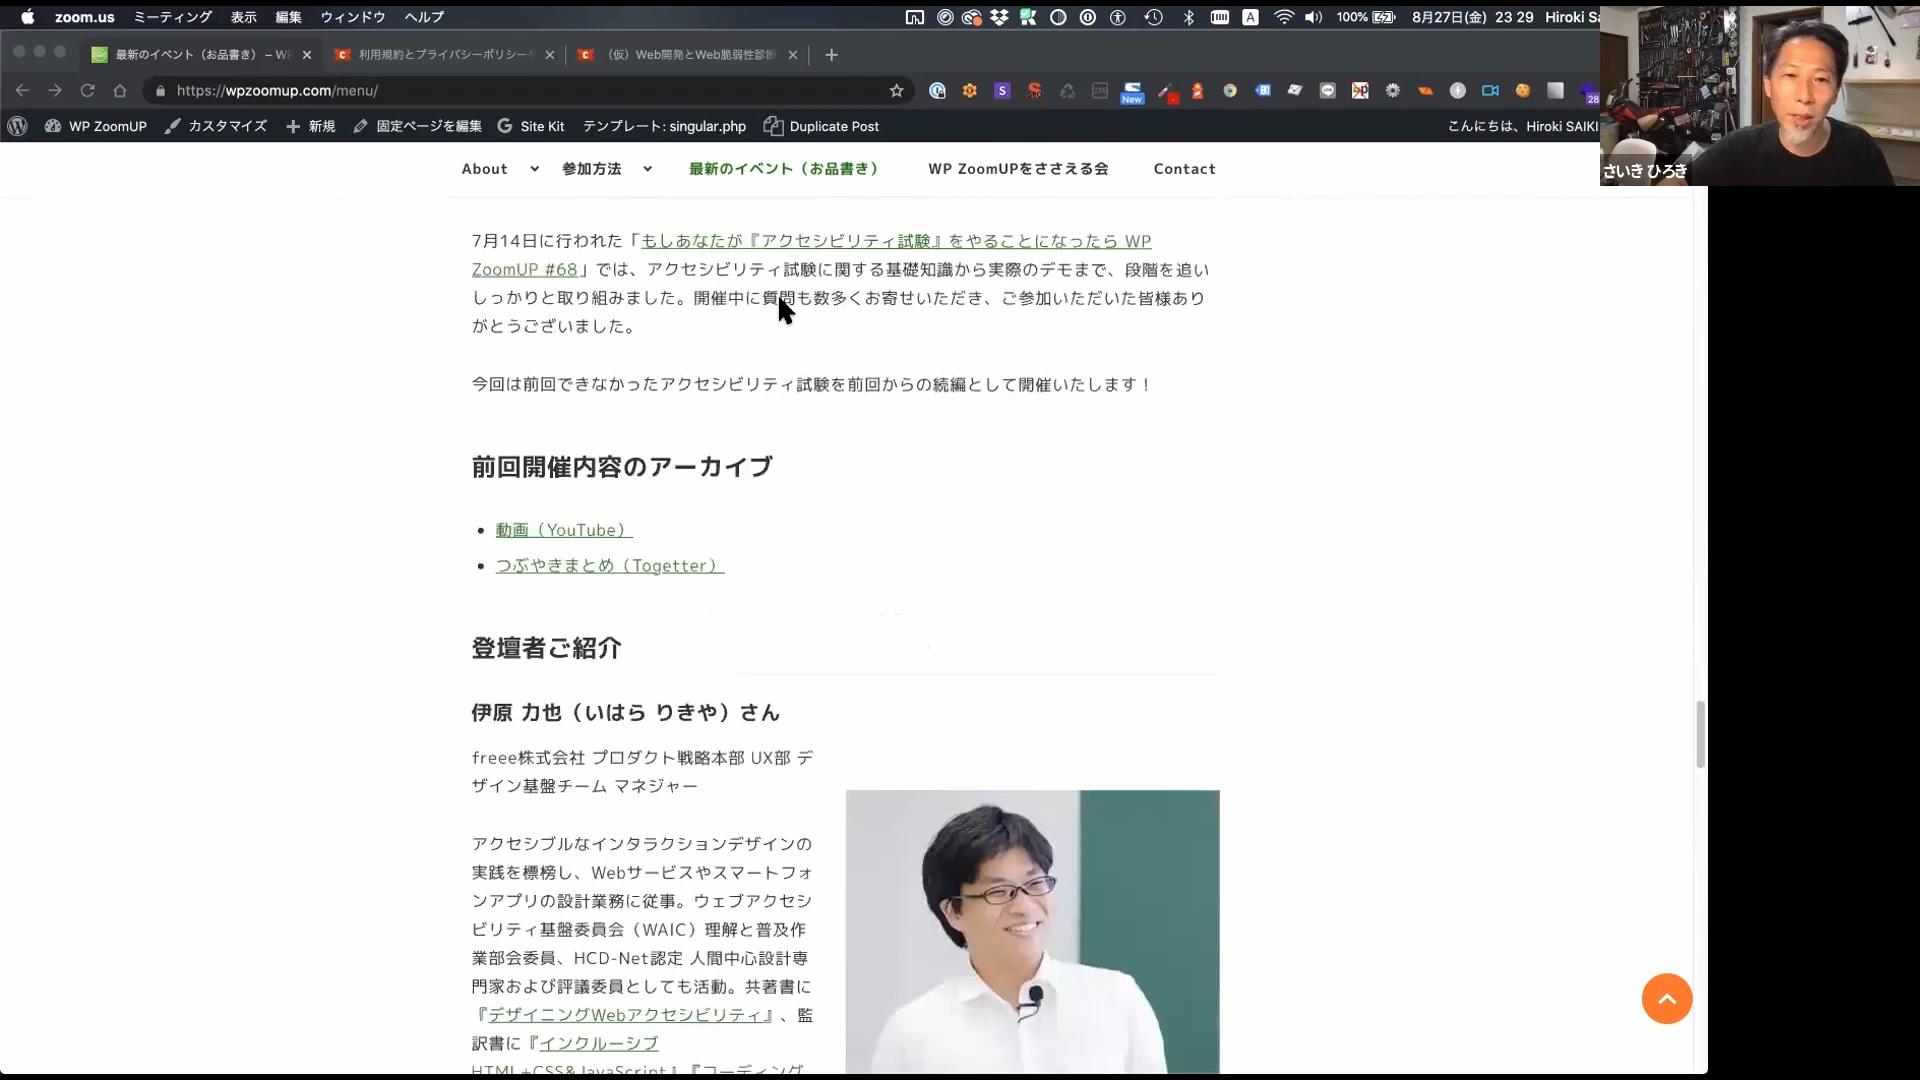 zoom.us ミーティング 表示 編集 ウィンドウ ヘルプ 100% 8月27日(金) 23 29 Hiroki Sa
最新のイベント（お品書き） – WP × 利用規約とプライバシーポリシー × （仮）Web開発とWeb脆弱性診断 × +
https://wpzoomup.com/menu/ New 28
WP ZoomUP カスタマイズ + 新規 固定ページを編集 Site Kit テンプレート: singular.php Duplicate Post こんにちは、Hiroki SAIKI
さいき ひろき
About 参加方法 最新のイベント（お品書き） WP ZoomUPをささえる会 Contact
7月14日に行われた「もしあなたが『アクセシビリティ試験』をやることになったら WP
ZoomUP #68」では、アクセシビリティ試験に関する基礎知識から実際のデモまで、段階を追い
しっかりと取り組みました。開催中に質問も数多くお寄せいただき、ご参加いただいた皆様あり
がとうございました。
今回は前回できなかったアクセシビリティ試験を前回からの続編として開催いたします！
前回開催内容のアーカイブ
• 動画（YouTube）
• つぶやきまとめ（Togetter）
登壇者ご紹介
伊原 力也（いはら りきや）さん
freee株式会社 プロダクト戦略本部 UX部 デ
ザイン基盤チーム マネジャー
アクセシブルなインタラクションデザインの
実践を標榜し、Webサービスやスマートフォ
ンアプリの設計業務に従事。ウェブアクセシ
ビリティ基盤委員会（WAIC）理解と普及作
業部会委員、HCD-Net認定 人間中心設計専
門家および評議委員としても活動。共著書に
『デザイニングWebアクセシビリティ』、監
訳書に『インクルーシブ
HTML+CSS&JavaScript』『コーディング